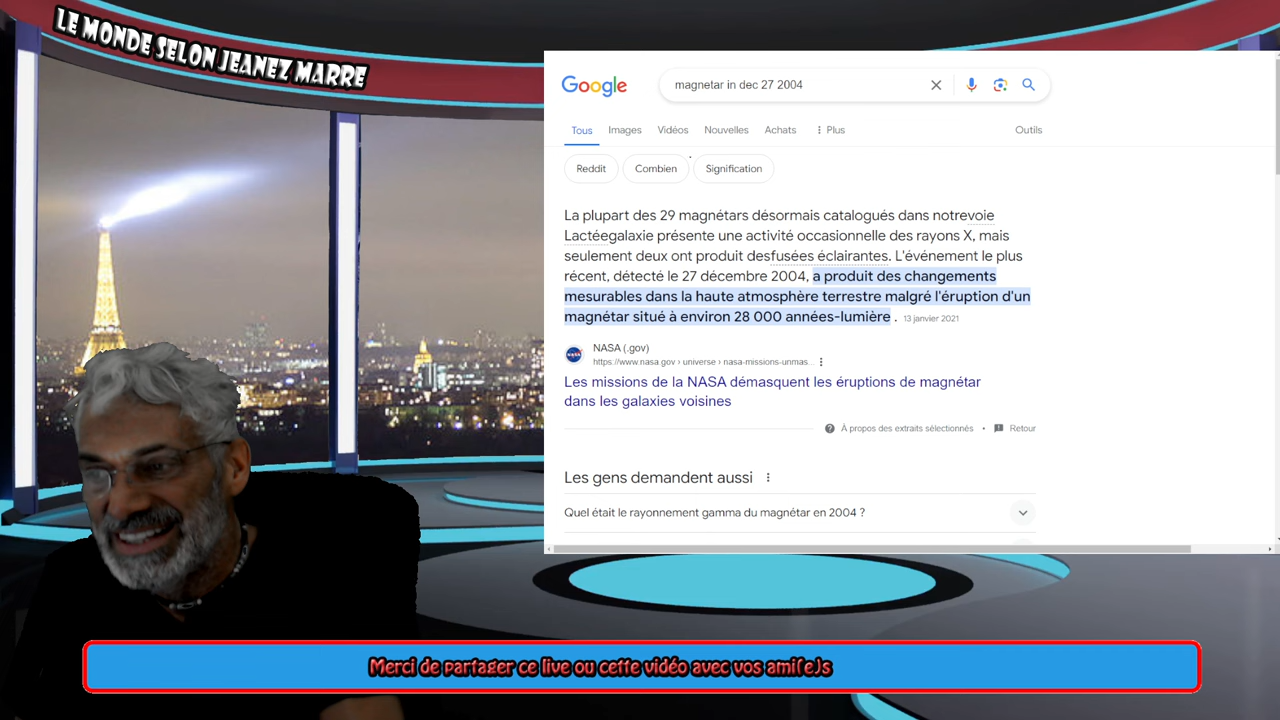 LE MONDE SELON JEANEZ MARRE
Google
magnetar in dec 27 2004
Tous Images Vidéos Nouvelles Achats Plus Outils
Reddit Combien Signification
La plupart des 29 magnétars désormais catalogués dans notrevoie
Lactéegalaxie présente une activité occasionnelle des rayons X, mais
seulement deux ont produit desfusées éclairantes. L'événement le plus
récent, détecté le 27 décembre 2004, a produit des changements
mesurables dans la haute atmosphère terrestre malgré l'éruption d'un
magnétar situé à environ 28 000 années-lumière . 13 janvier 2021
NASA (.gov)
https://www.nasa.gov › universe › nasa-missions-unmas...
Les missions de la NASA démasquent les éruptions de magnétar
dans les galaxies voisines
À propos des extraits sélectionnés • Retour
Les gens demandent aussi
Quel était le rayonnement gamma du magnétar en 2004 ?
Merci de partager ce live ou cette vidéo avec vos ami(e)s